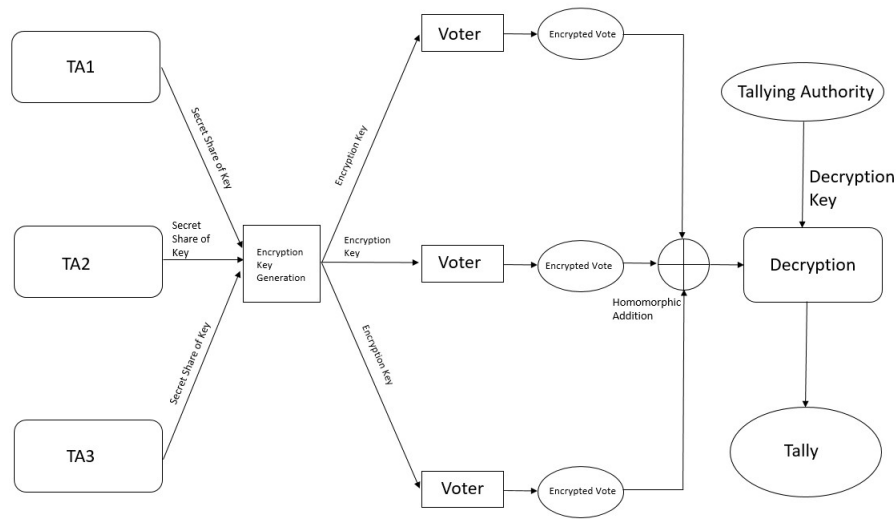 TA1
TA2
TA3
Secret Share of Key
Secret
Share of
Key
Secret Share of Key
Encryption
Key
Generation
Encryption Key
Encryption
Key
Encryption Key
Voter
Encrypted Vote
Voter
Encrypted Vote
Voter
Encrypted Vote
Homomorphic
Addition
Tallying Authority
Decryption
Key
Decryption
Tally